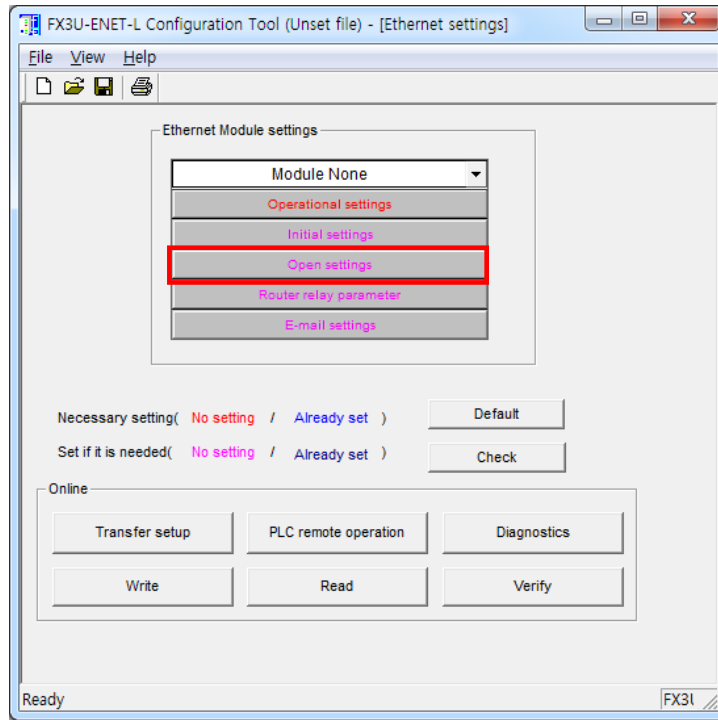 FX3U-ENET-L Configuration Tool (Unset file) - [Ethernet settings]
File View Help
Ethernet Module settings
Module None
Operational settings
Initial settings
Open settings
Router relay parameter
E-mail settings
Necessary setting( No setting / Already set ) Default
Set if it is needed( No setting / Already set ) Check
Online
Transfer setup PLC remote operation Diagnostics
Write Read Verify
Ready